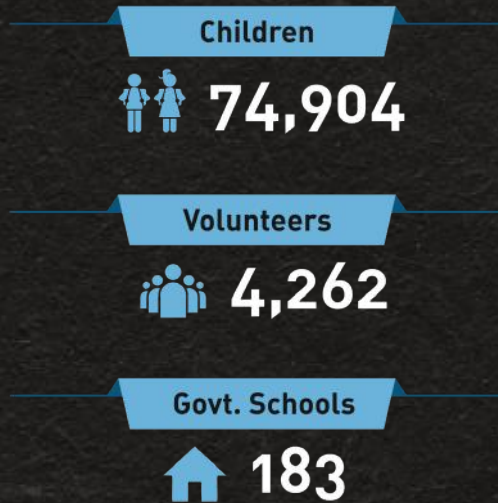 Children
74,904
Volunteers
4,262
Govt. Schools
183